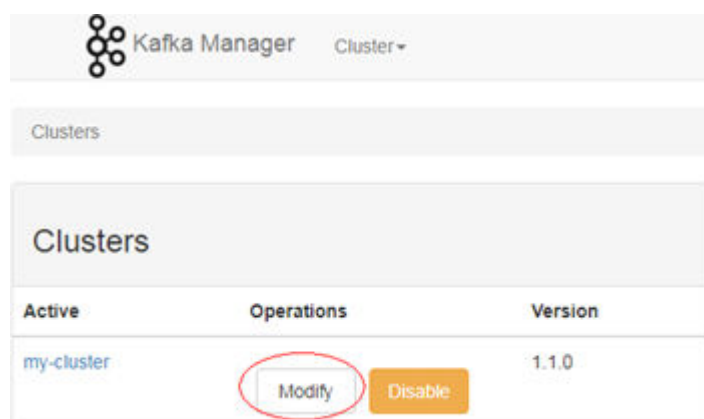 Kafka Manager Cluster
Clusters
Clusters
Active Operations Version
my-cluster Modify Disable 1.1.0